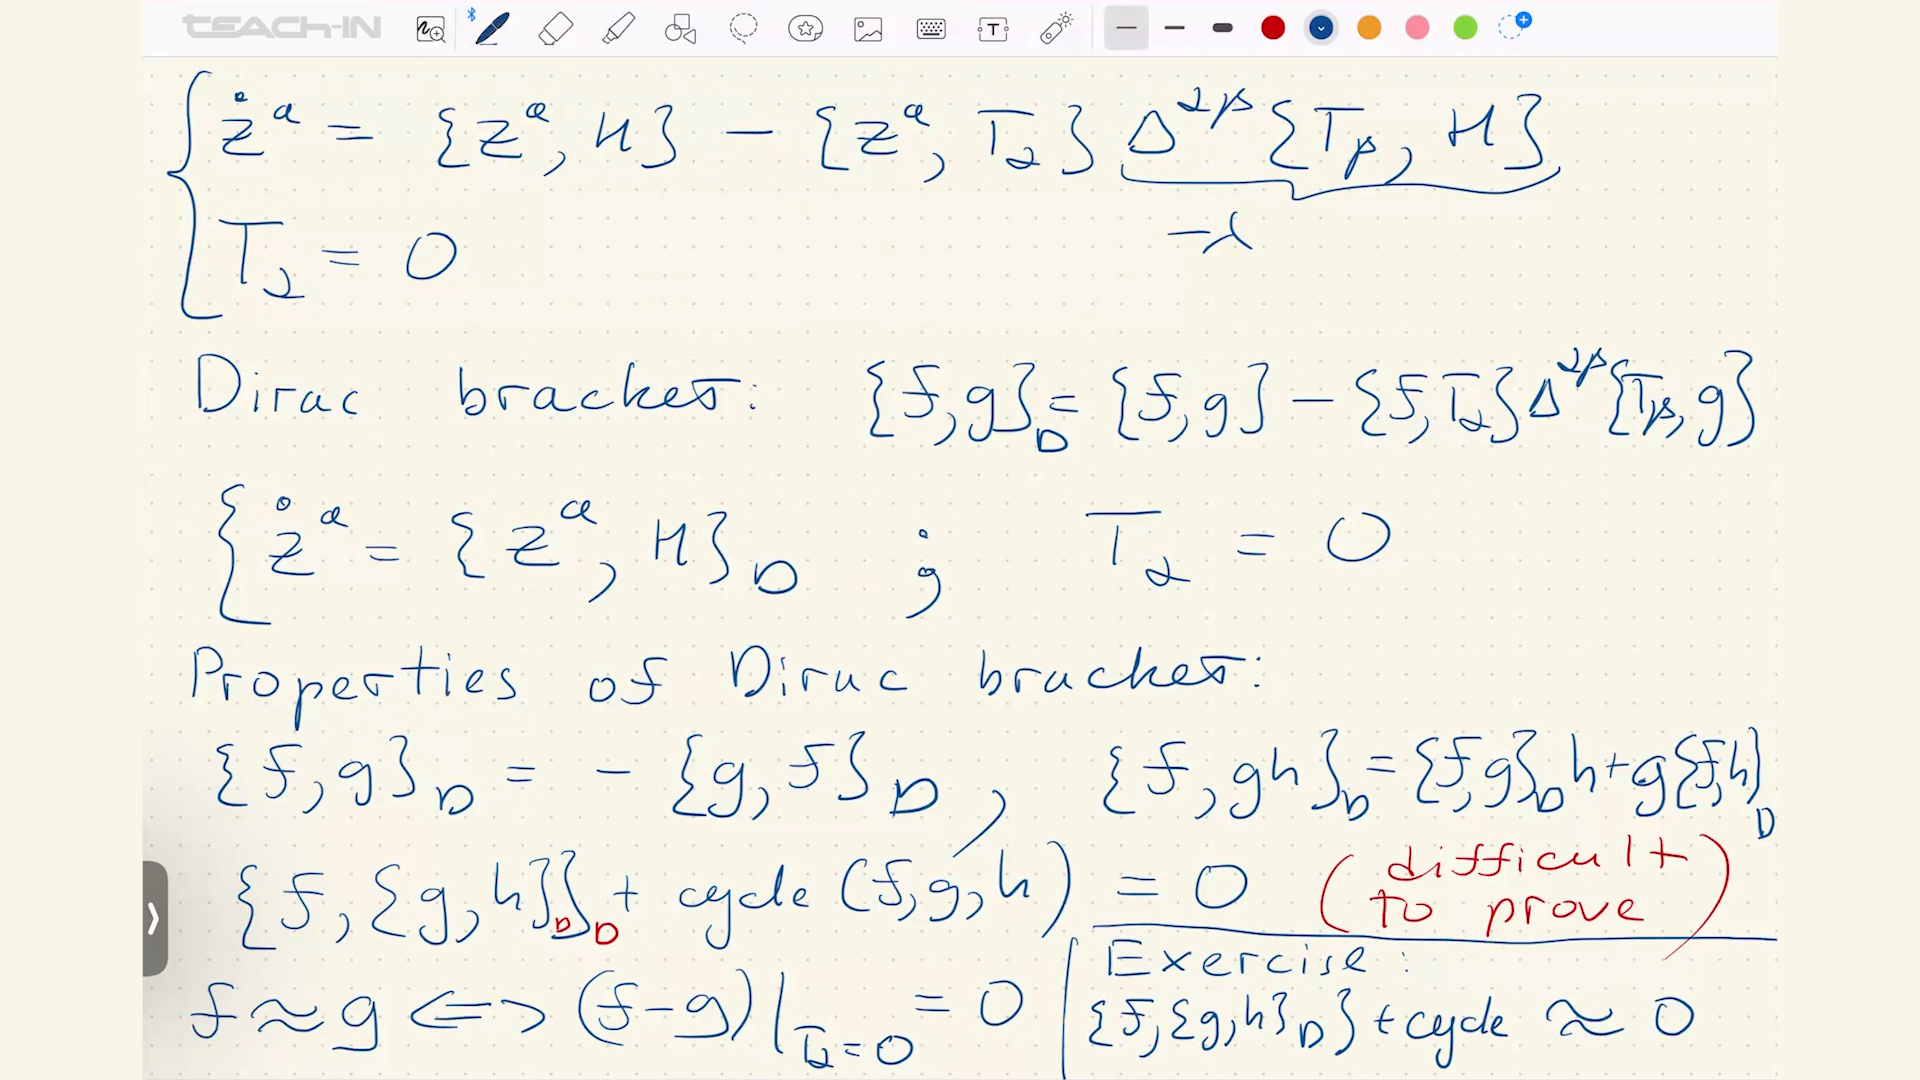 TEACH-IN
ż^a = {z^a, H} − {z^a, T_α} Δ^{αβ} {T_β, H}
−λ
T_α = 0
Dirac bracket: {f, g}_D = {f, g} − {f, T_α} Δ^{αβ} {T_β, g}
ż^a = {z^a, H}_D ; T_α = 0
Properties of Dirac bracket:
{f, g}_D = − {g, f}_D , {f, gh}_D = {f, g}_D h + g{f, h}_D
{f, {g, h}_D}_D + cycle (f, g, h) = 0 (difficult to prove)
f ≈ g ⟺ (f − g)|_{T_α = 0} = 0
Exercise:
{f, {g, h}_D} + cycle ≈ 0